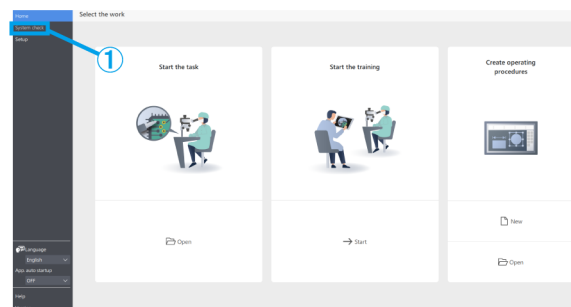 Home
Select the work
System check
Setup
1
Start the task
Start the training
Create operating
procedures
Open
Start
New
Open
Language
English
App. auto startup
OFF
Help